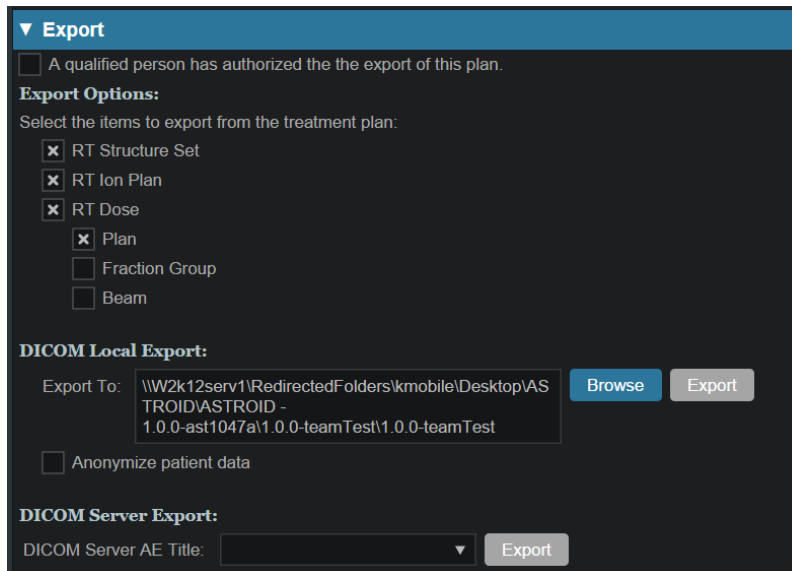 Export
A qualified person has authorized the the export of this plan.
Export Options:
Select the items to export from the treatment plan:
RT Structure Set
RT Ion Plan
RT Dose
Plan
Fraction Group
Beam
DICOM Local Export:
Export To:
\\W2k12serv1\RedirectedFolders\kmobile\Desktop\AS
TROID\ASTROID -
1.0.0-ast1047a\1.0.0-teamTest\1.0.0-teamTest
Browse
Export
Anonymize patient data
DICOM Server Export:
DICOM Server AE Title:
Export